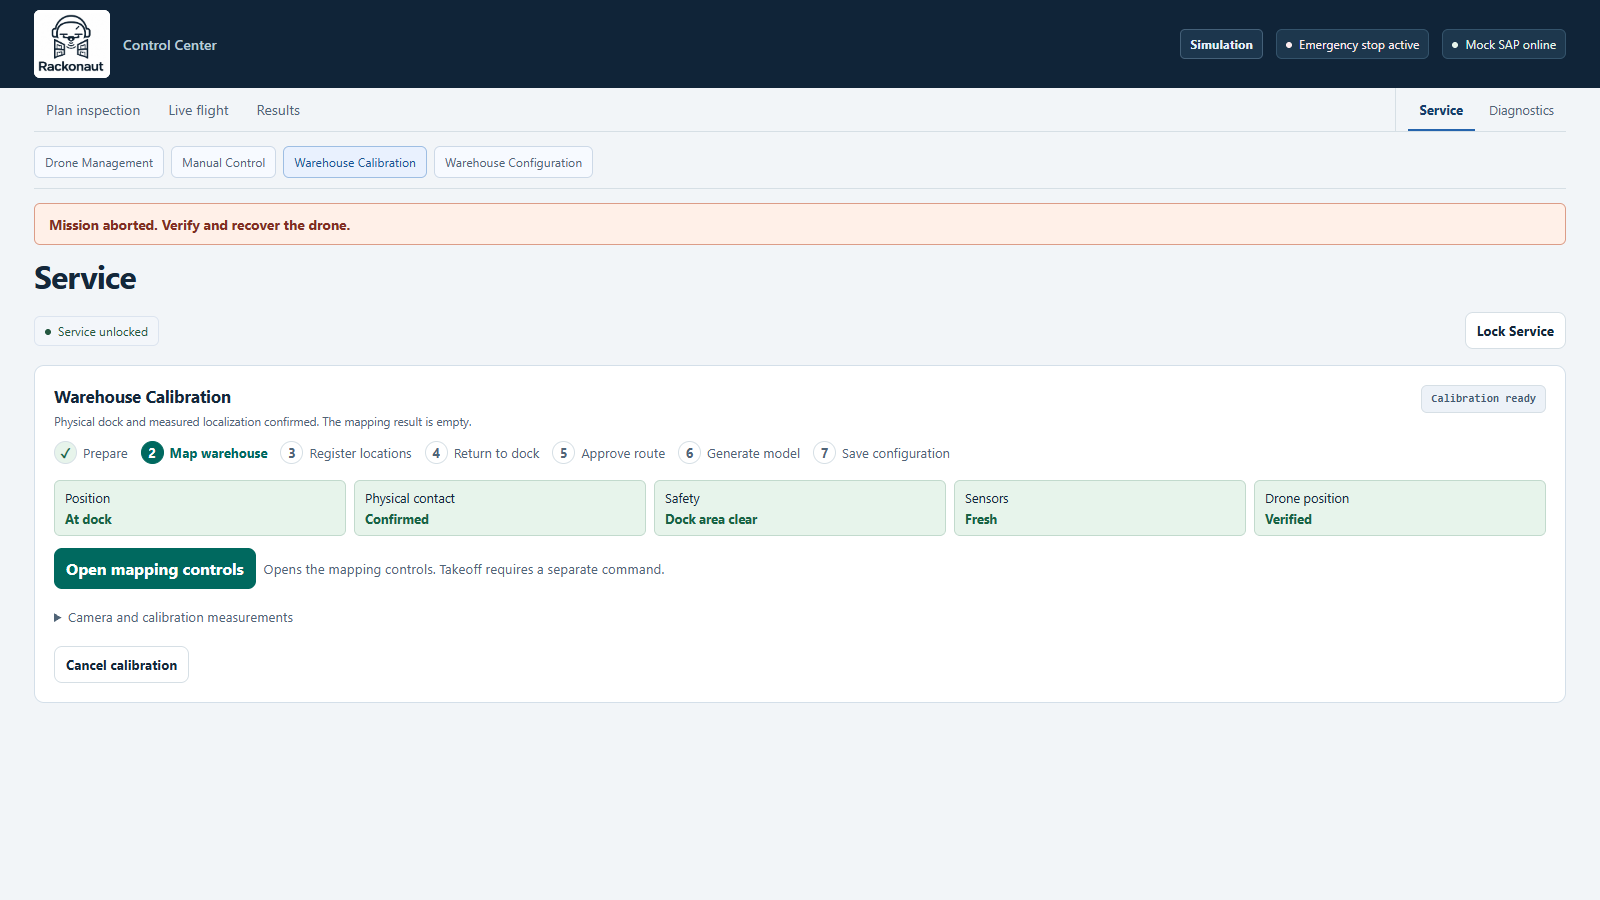 Rackonaut
Control Center
Simulation
Emergency stop active
Mock SAP online
Plan inspection
Live flight
Results
Service
Diagnostics
Drone Management
Manual Control
Warehouse Calibration
Warehouse Configuration
Mission aborted. Verify and recover the drone.
Service
Service unlocked
Lock Service
Warehouse Calibration
Calibration ready
Physical dock and measured localization confirmed. The mapping result is empty.
✓ Prepare
2 Map warehouse
3 Register locations
4 Return to dock
5 Approve route
6 Generate model
7 Save configuration
Position
At dock
Physical contact
Confirmed
Safety
Dock area clear
Sensors
Fresh
Drone position
Verified
Open mapping controls
Opens the mapping controls. Takeoff requires a separate command.
Camera and calibration measurements
Cancel calibration